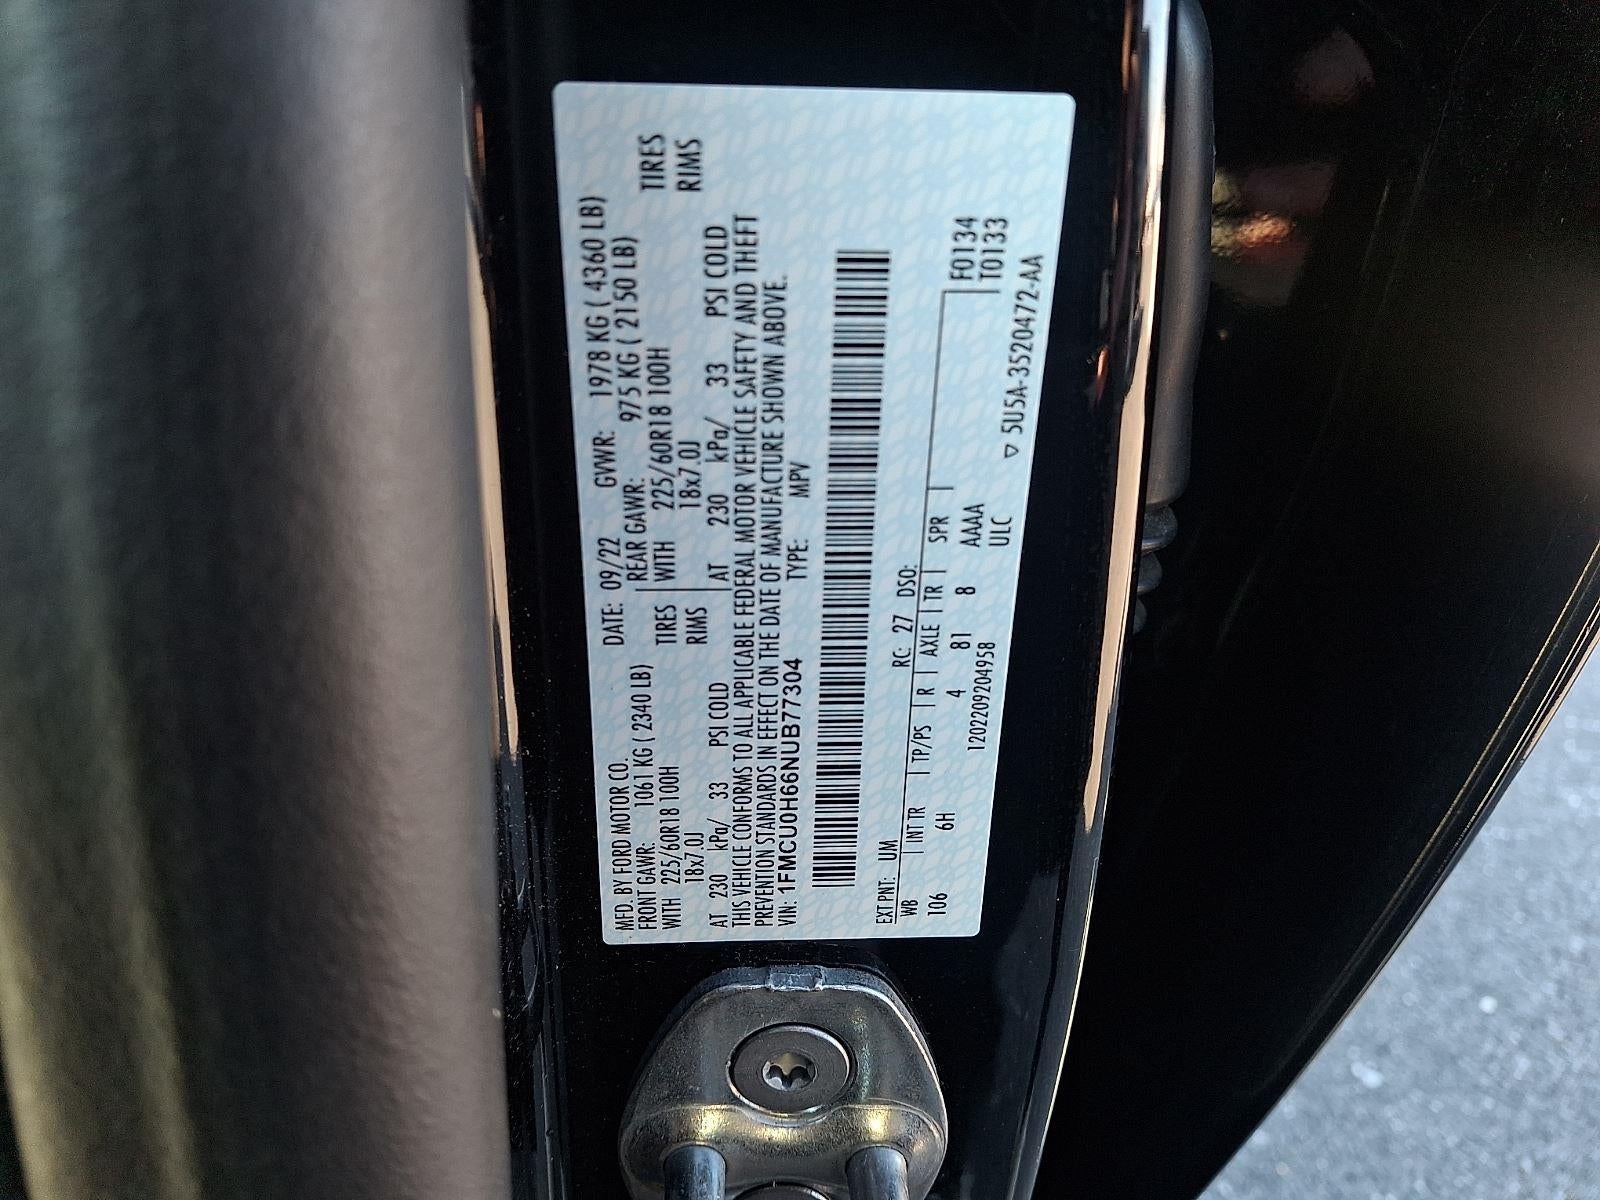 MFD. BY FORD MOTOR CO.
DATE: 09/22 GVWR: 1978 KG ( 4360 LB)
FRONT GAWR: 1061 KG ( 2340 LB) REAR GAWR: 975 KG ( 2150 LB)
WITH 225/60R18 100H TIRES WITH 225/60R18 100H TIRES
18x7.0J RIMS 18x7.0J RIMS
AT 230 kPa/ 33 PSI COLD AT 230 kPa/ 33 PSI COLD
THIS VEHICLE CONFORMS TO ALL APPLICABLE FEDERAL MOTOR VEHICLE SAFETY AND THEFT
PREVENTION STANDARDS IN EFFECT ON THE DATE OF MANUFACTURE SHOWN ABOVE.
VIN: 1FMCU0H66NUB77304 TYPE: MPV
EXT PNT: UM RC: 27 DSO:
WB INT TR TP/PS R AXLE TR SPR F0134
106 6H 4 81 8 AAAA T0133
1202209204958 ULC
▽ 5U5A-3520472-AA